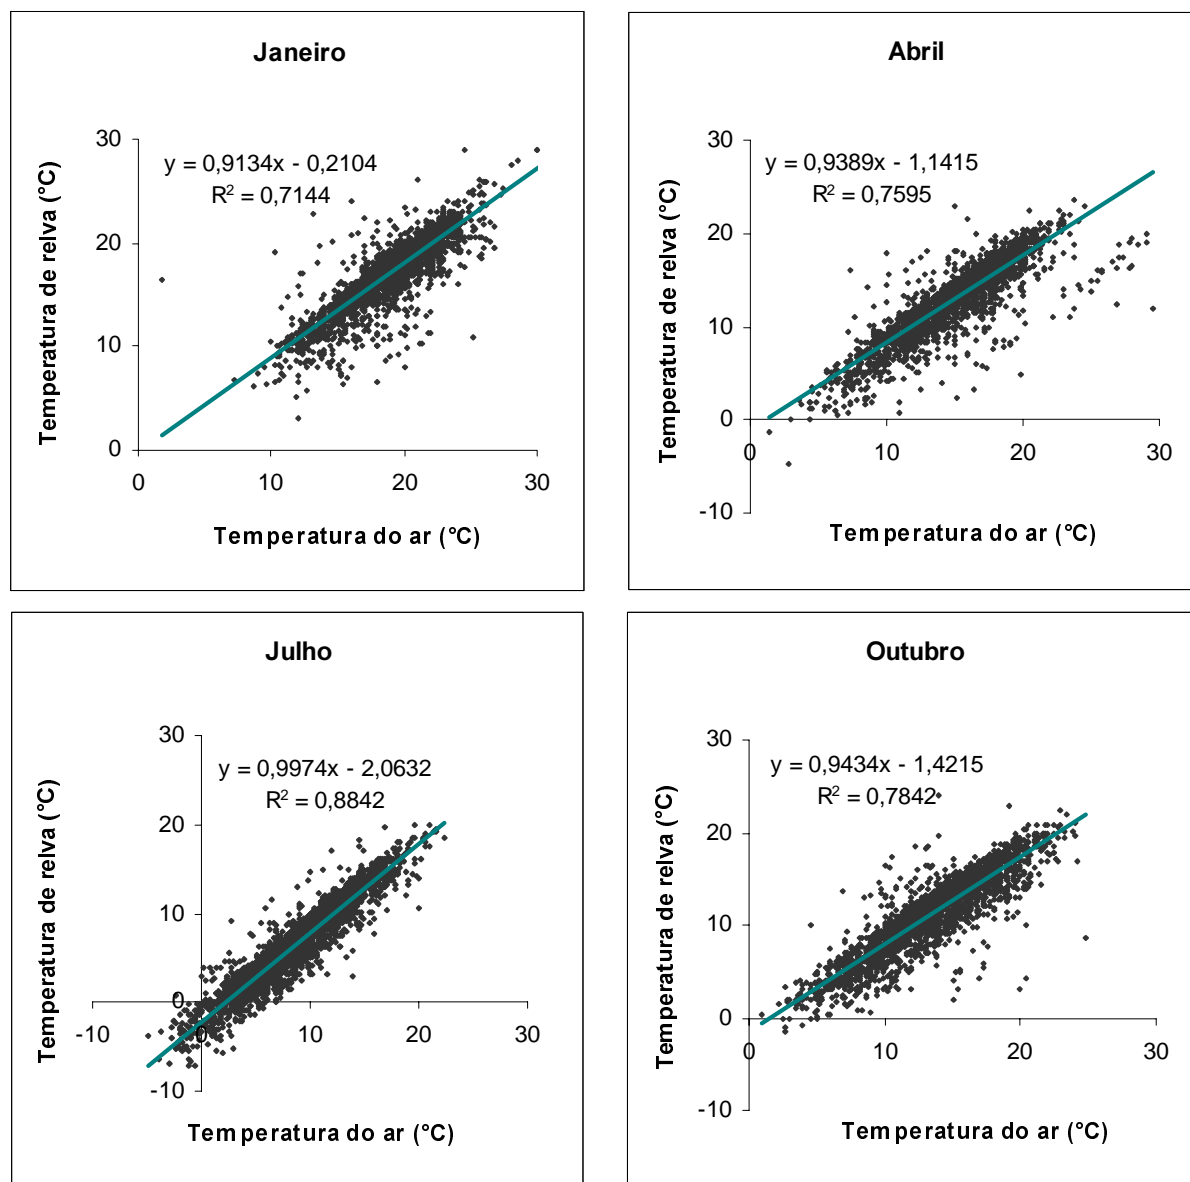 Janeiro
30
y = 0,9134x - 0,2104
R² = 0,7144
20
10
0
0 10 20 30
Temperatura de relva (°C)
Temperatura do ar (°C)
Abril
30
y = 0,9389x - 1,1415
R² = 0,7595
20
10
0
0 10 20 30
-10
Temperatura de relva (°C)
Temperatura do ar (°C)
Julho
30
y = 0,9974x - 2,0632
R² = 0,8842
20
10
0
-10 0 10 20 30
-10
Temperatura de relva (°C)
Temperatura do ar (°C)
Outubro
30
y = 0,9434x - 1,4215
R² = 0,7842
20
10
0
0 10 20 30
-10
Temperatura de relva (°C)
Temperatura do ar (°C)